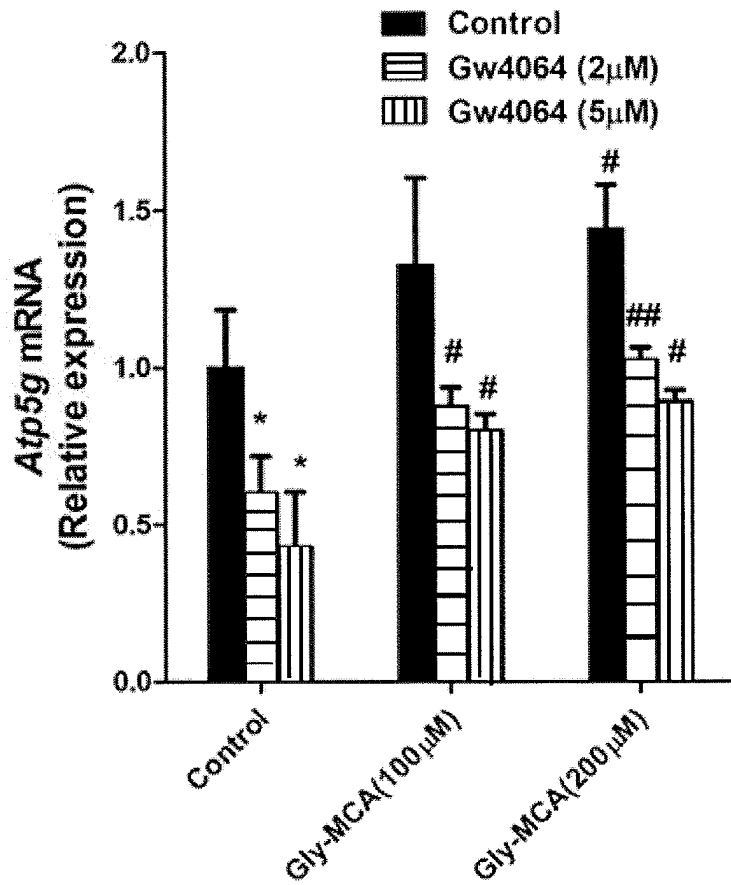 Control
Gw4064 (2μM)
Gw4064 (5μM)
Atp5g mRNA
(Relative expression)
2.0
1.5
1.0
0.5
0.0
*
*
#
#
#
##
#
Control
Gly-MCA(100μM)
Gly-MCA(200μM)